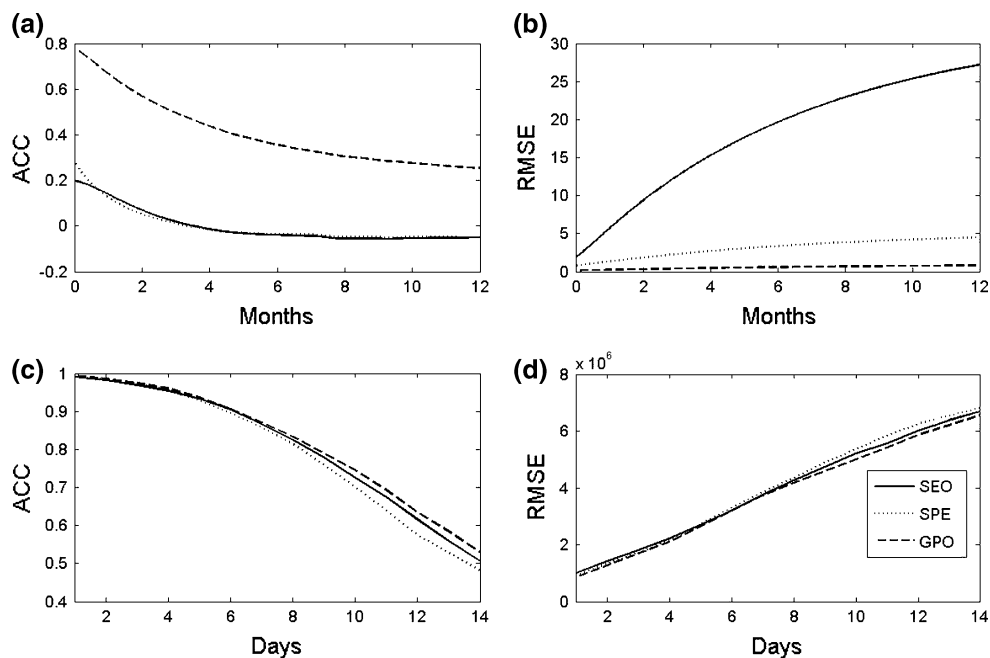 (a)
ACC
0.8
0.6
0.4
0.2
0
-0.2
0 2 4 6 8 10 12
Months
(b)
RMSE
30
25
20
15
10
5
0
0 2 4 6 8 10 12
Months
(c)
ACC
1
0.9
0.8
0.7
0.6
0.5
0.4
2 4 6 8 10 12 14
Days
(d)
x 10^6
RMSE
8
6
4
2
0
2 4 6 8 10 12 14
Days
SEO
SPE
GPO